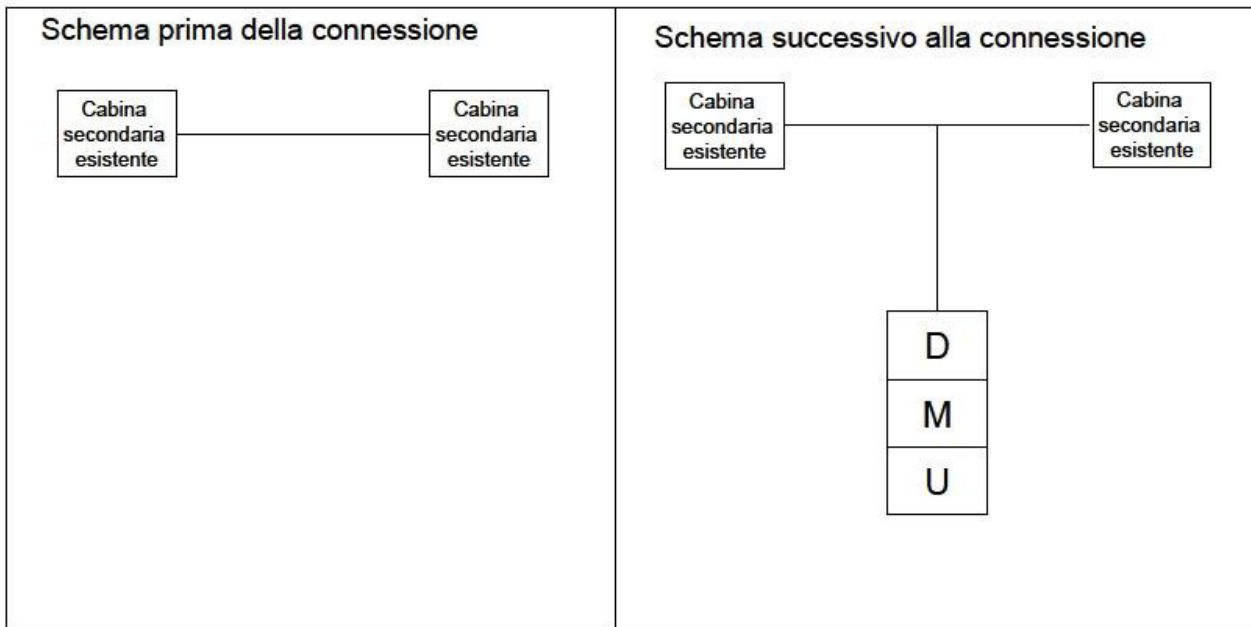 Schema prima della connessione
Cabina
secondaria
esistente
Cabina
secondaria
esistente
Schema successivo alla connessione
Cabina
secondaria
esistente
Cabina
secondaria
esistente
D
M
U